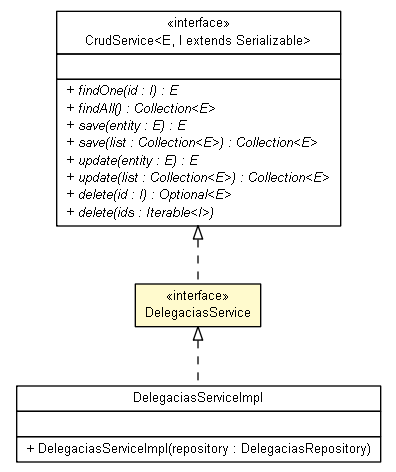 «interface»
CrudService<E, I extends Serializable>
+ findOne(id : I) : E
+ findAll() : Collection<E>
+ save(entity : E) : E
+ save(list : Collection<E>) : Collection<E>
+ update(entity : E) : E
+ update(list : Collection<E>) : Collection<E>
+ delete(id : I) : Optional<E>
+ delete(ids : Iterable<I>)
«interface»
DelegaciasService
DelegaciasServiceImpl
+ DelegaciasServiceImpl(repository : DelegaciasRepository)